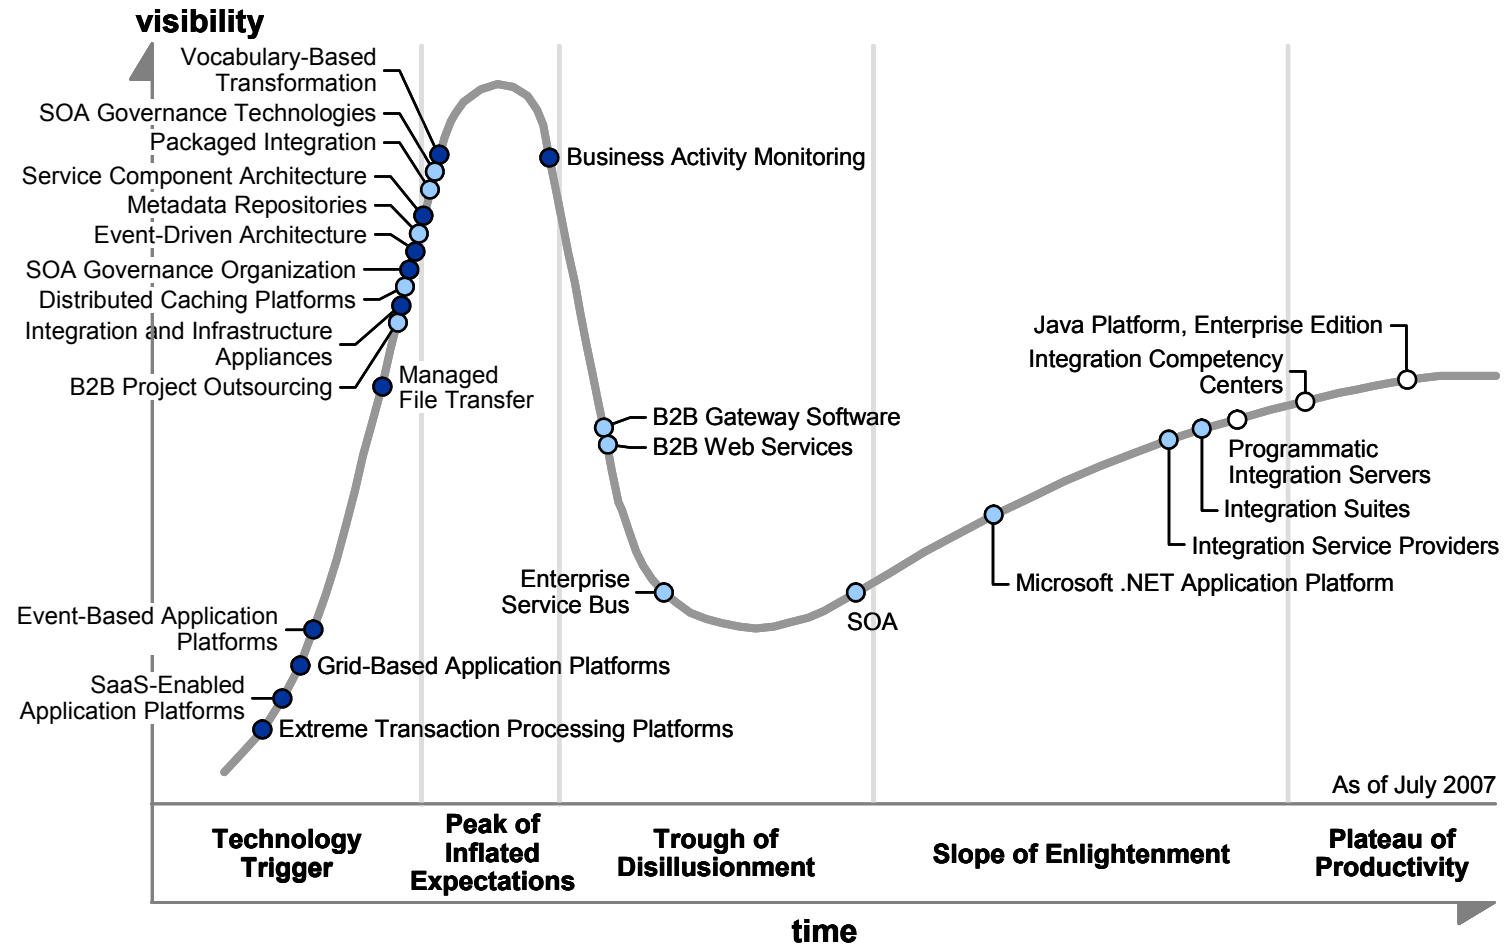 visibility
Vocabulary-Based
Transformation
SOA Governance Technologies
Packaged Integration
Service Component Architecture
Metadata Repositories
Event-Driven Architecture
SOA Governance Organization
Distributed Caching Platforms
Integration and Infrastructure
Appliances
B2B Project Outsourcing
Managed
File Transfer
Event-Based Application
Platforms
Grid-Based Application Platforms
SaaS-Enabled
Application Platforms
Extreme Transaction Processing Platforms
Business Activity Monitoring
B2B Gateway Software
B2B Web Services
Enterprise
Service Bus
SOA
Java Platform, Enterprise Edition
Integration Competency
Centers
Programmatic
Integration Servers
Integration Suites
Integration Service Providers
Microsoft .NET Application Platform
As of July 2007
Technology
Trigger
Peak of
Inflated
Expectations
Trough of
Disillusionment
Slope of Enlightenment
Plateau of
Productivity
time